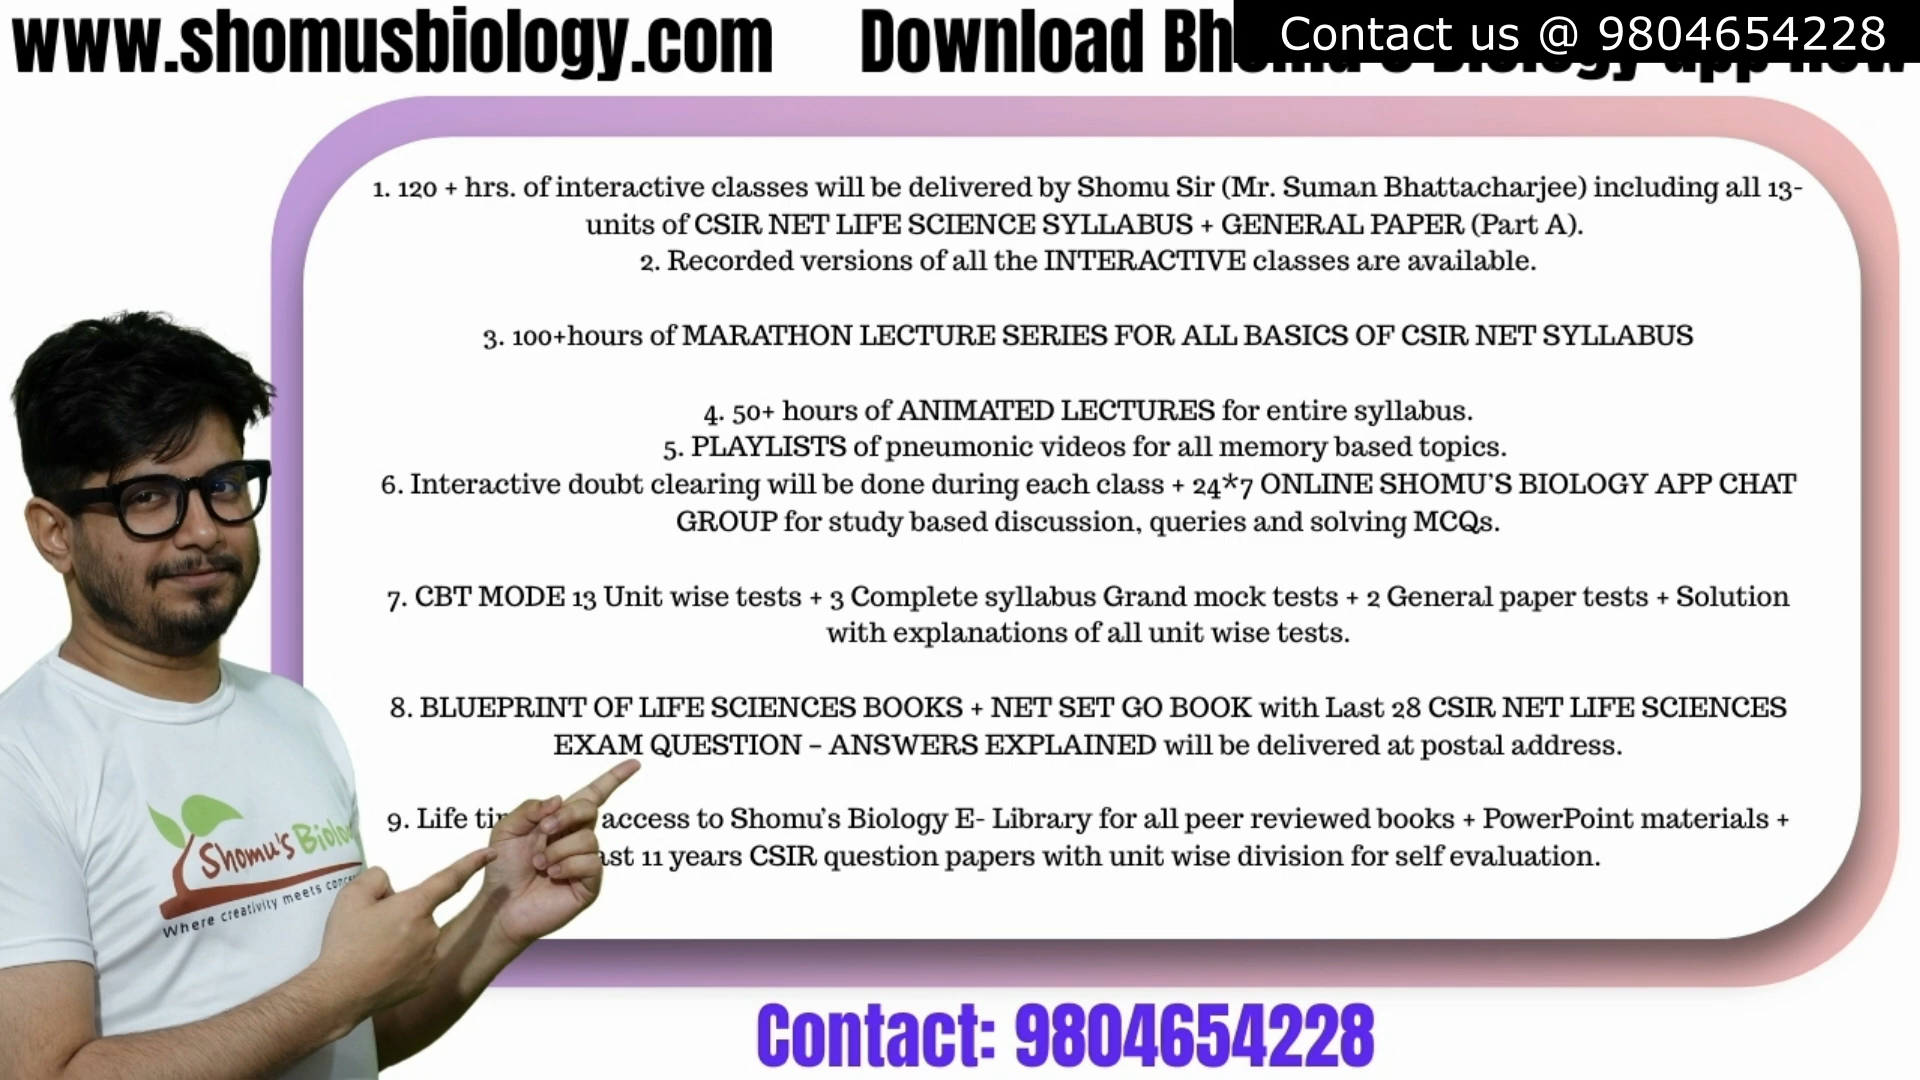 www.shomusbiology.com Download
Contact us @ 9804654228
1. 120 + hrs. of interactive classes will be delivered by Shomu Sir (Mr. Suman Bhattacharjee) including all 13-
units of CSIR NET LIFE SCIENCE SYLLABUS + GENERAL PAPER (Part A).
2. Recorded versions of all the INTERACTIVE classes are available.
3. 100+hours of MARATHON LECTURE SERIES FOR ALL BASICS OF CSIR NET SYLLABUS
4. 50+ hours of ANIMATED LECTURES for entire syllabus.
5. PLAYLISTS of pneumonic videos for all memory based topics.
6. Interactive doubt clearing will be done during each class + 24*7 ONLINE SHOMU'S BIOLOGY APP CHAT
GROUP for study based discussion, queries and solving MCQs.
7. CBT MODE 13 Unit wise tests + 3 Complete syllabus Grand mock tests + 2 General paper tests + Solution
with explanations of all unit wise tests.
8. BLUEPRINT OF LIFE SCIENCES BOOKS + NET SET GO BOOK with Last 28 CSIR NET LIFE SCIENCES
EXAM QUESTION – ANSWERS EXPLAINED will be delivered at postal address.
9. Life access to Shomu's Biology E- Library for all peer reviewed books + PowerPoint materials +
11 years CSIR question papers with unit wise division for self evaluation.
Shomu's Biology
Where creativity meets
Contact: 9804654228